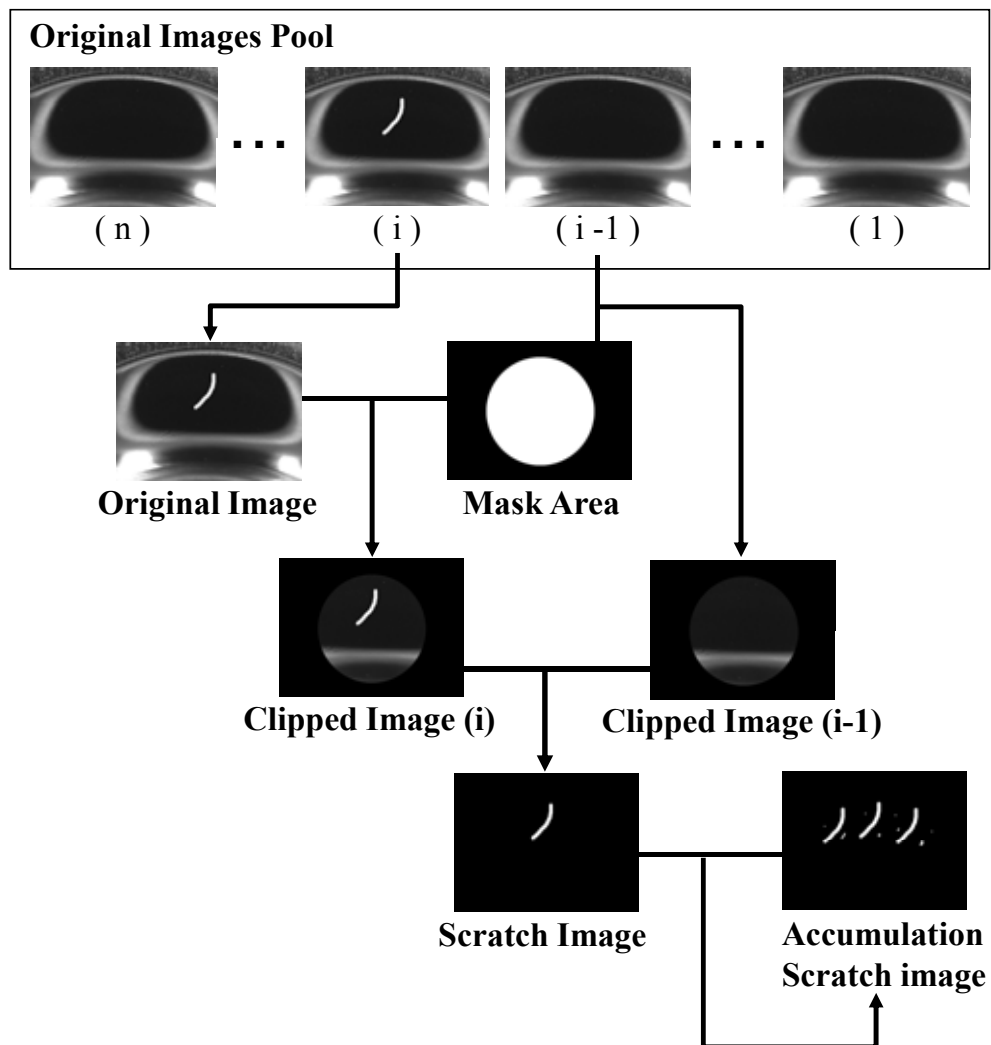 Original Images Pool
. . .
. . .
( n )
( i )
( i -1 )
( 1 )
Original Image
Mask Area
Clipped Image (i)
Clipped Image (i-1)
Scratch Image
Accumulation
Scratch image